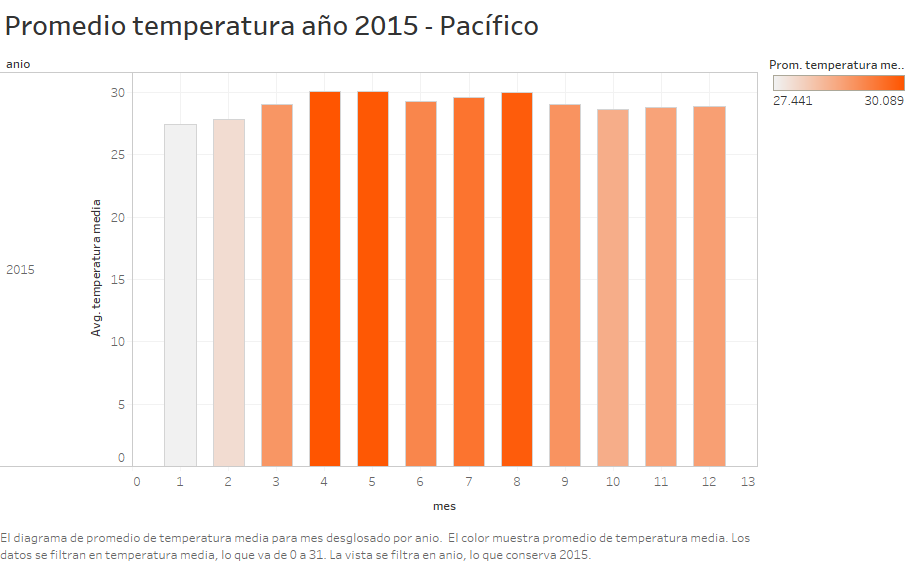 Promedio temperatura año 2015 - Pacífico
anio
Prom. temperatura me..
27.441 30.089
30
25
20
15
10
5
0
Avg. temperatura media
2015
0 1 2 3 4 5 6 7 8 9 10 11 12 13
mes
El diagrama de promedio de temperatura media para mes desglosado por anio. El color muestra promedio de temperatura media. Los
datos se filtran en temperatura media, lo que va de 0 a 31. La vista se filtra en anio, lo que conserva 2015.